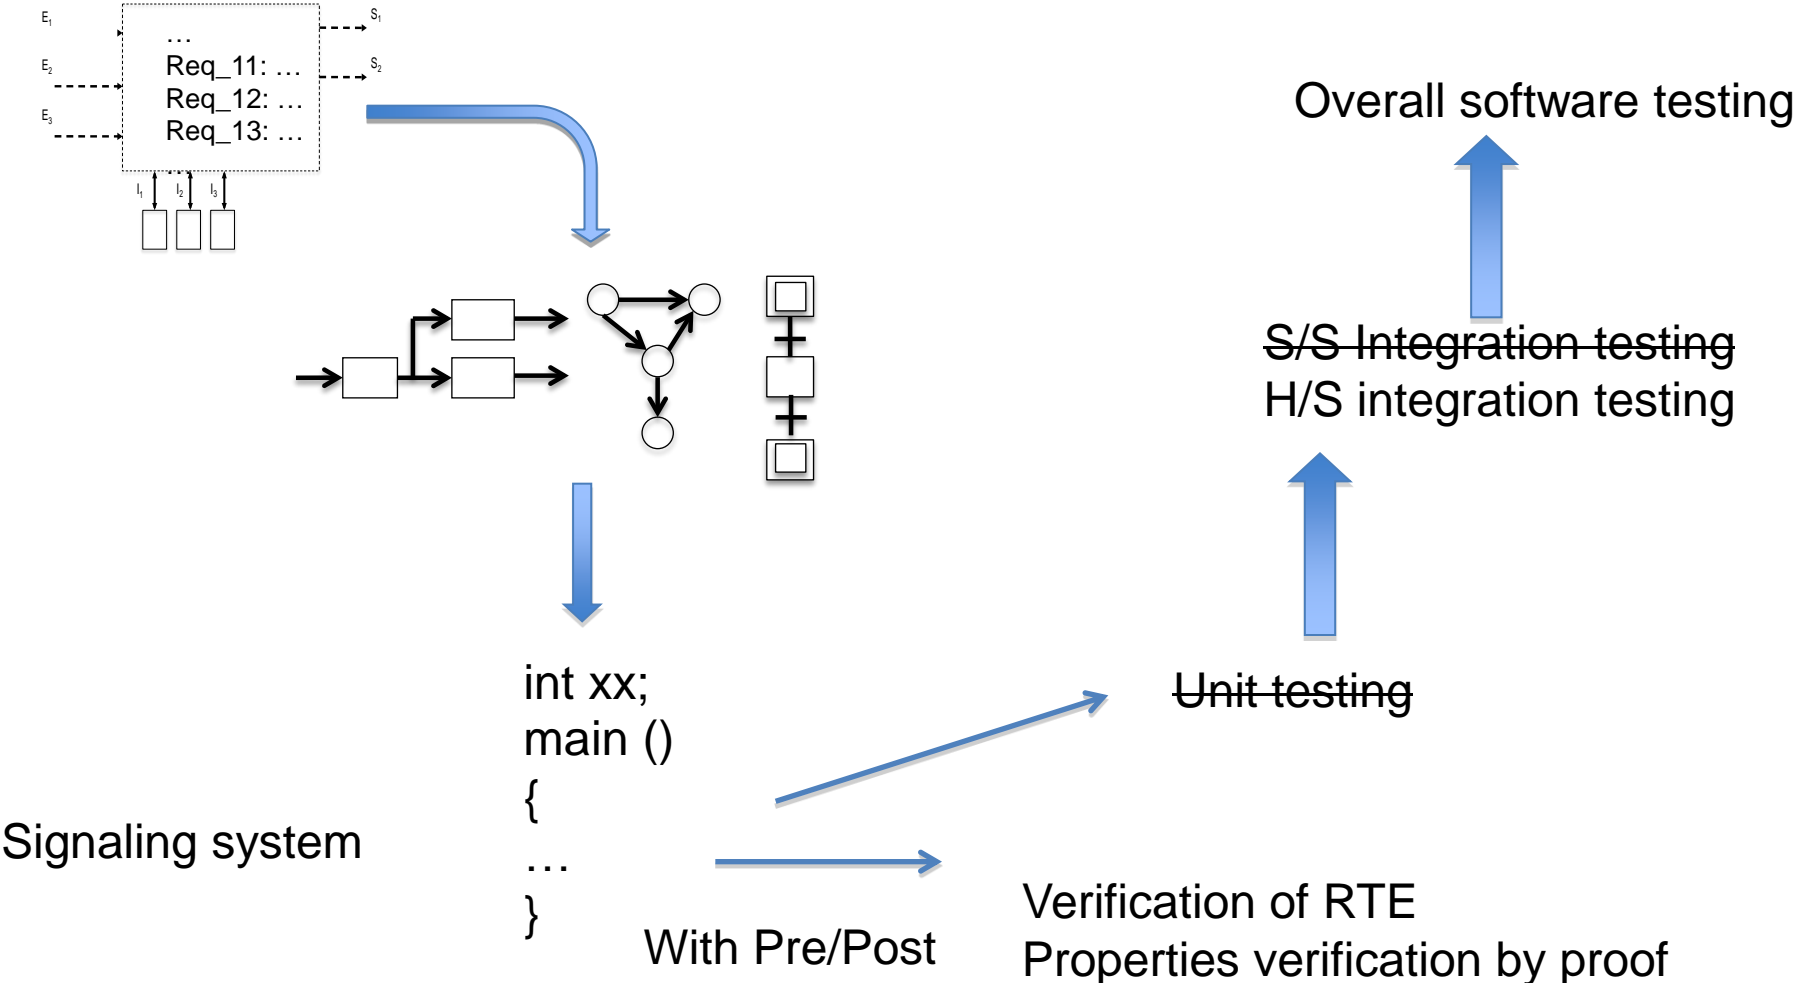 E1
S1
…
Req_11: …
E2
S2
Req_12: …
E3
Req_13: …
…
I1 I2 I3
Overall software testing
S/S Integration testing
H/S integration testing
int xx;
main ()
{
…
}
Unit testing
Signaling system
With Pre/Post
Verification of RTE
Properties verification by proof